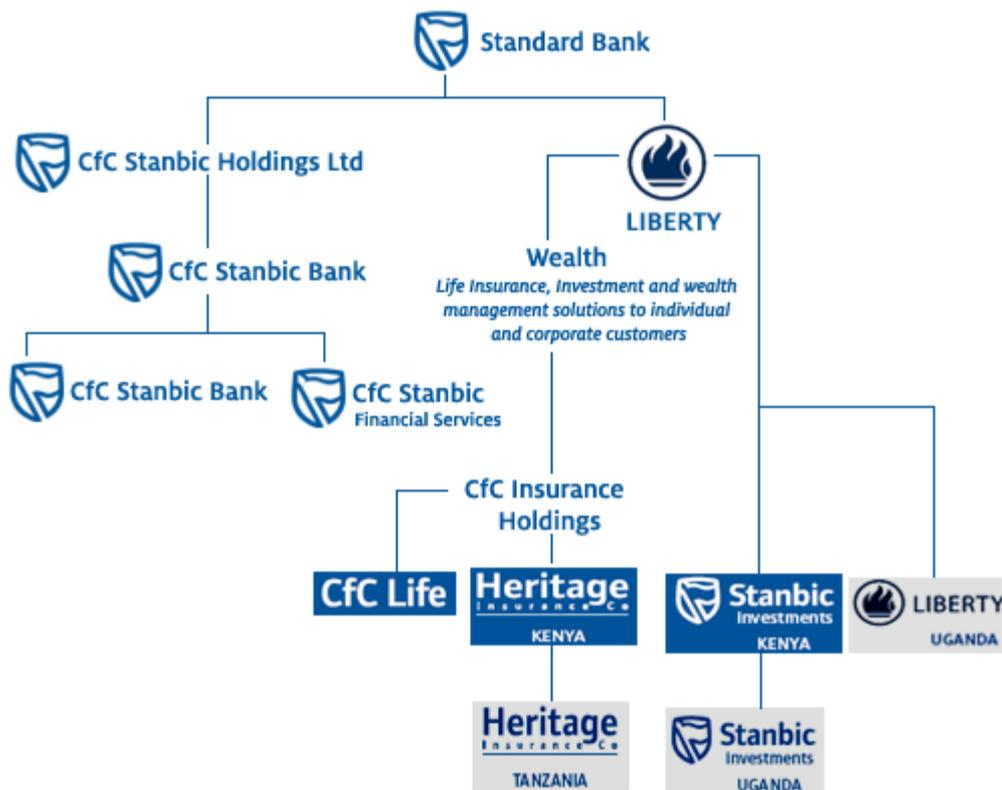 Standard Bank
CfC Stanbic Holdings Ltd
LIBERTY
CfC Stanbic Bank
Wealth
Life Insurance, Investment and wealth
management solutions to individual
and corporate customers
CfC Stanbic Bank
CfC Stanbic
Financial Services
CfC Insurance
Holdings
CfC Life
Heritage
Insurance Co
KENYA
Stanbic
Investments
KENYA
LIBERTY
UGANDA
Heritage
Insurance Co
TANZANIA
Stanbic
Investments
UGANDA